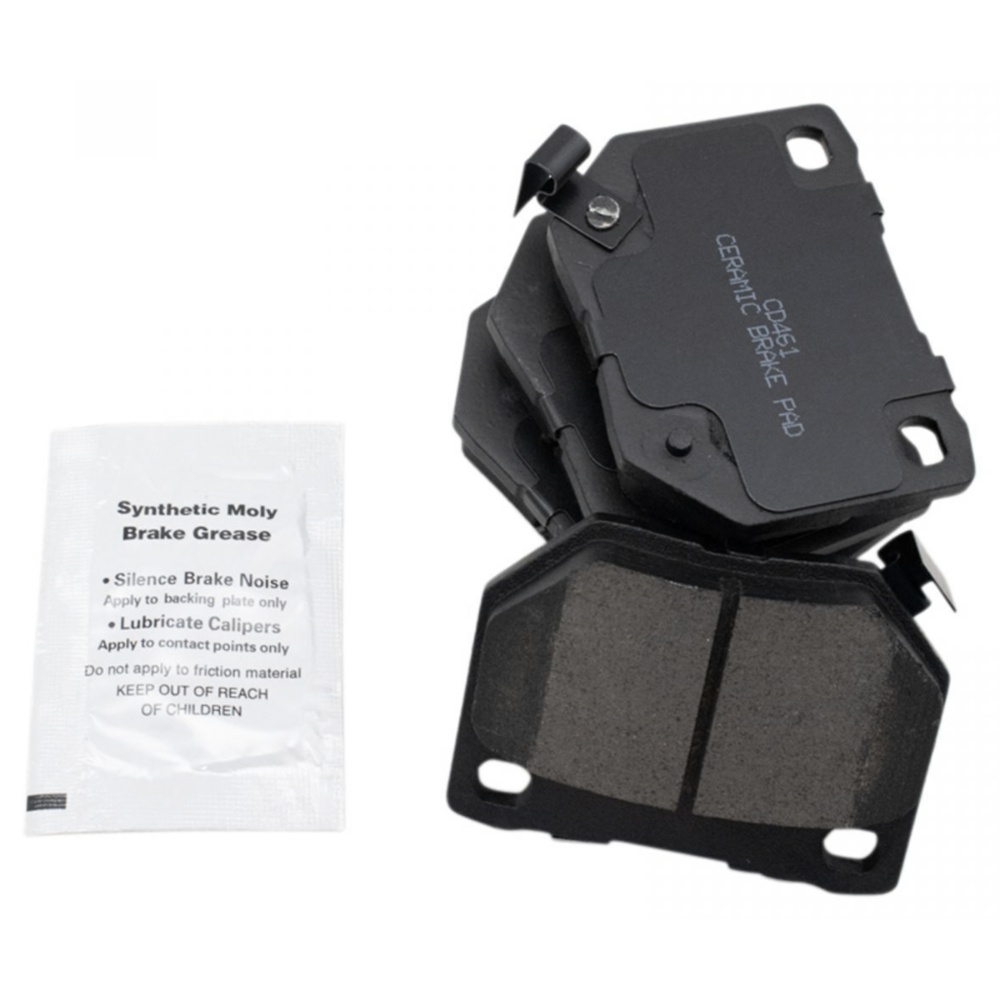 CD461
CERAMIC BRAKE PAD
Synthetic Moly
Brake Grease
• Silence Brake Noise
Apply to backing plate only
• Lubricate Calipers
Apply to contact points only
Do not apply to friction material
KEEP OUT OF REACH
OF CHILDREN